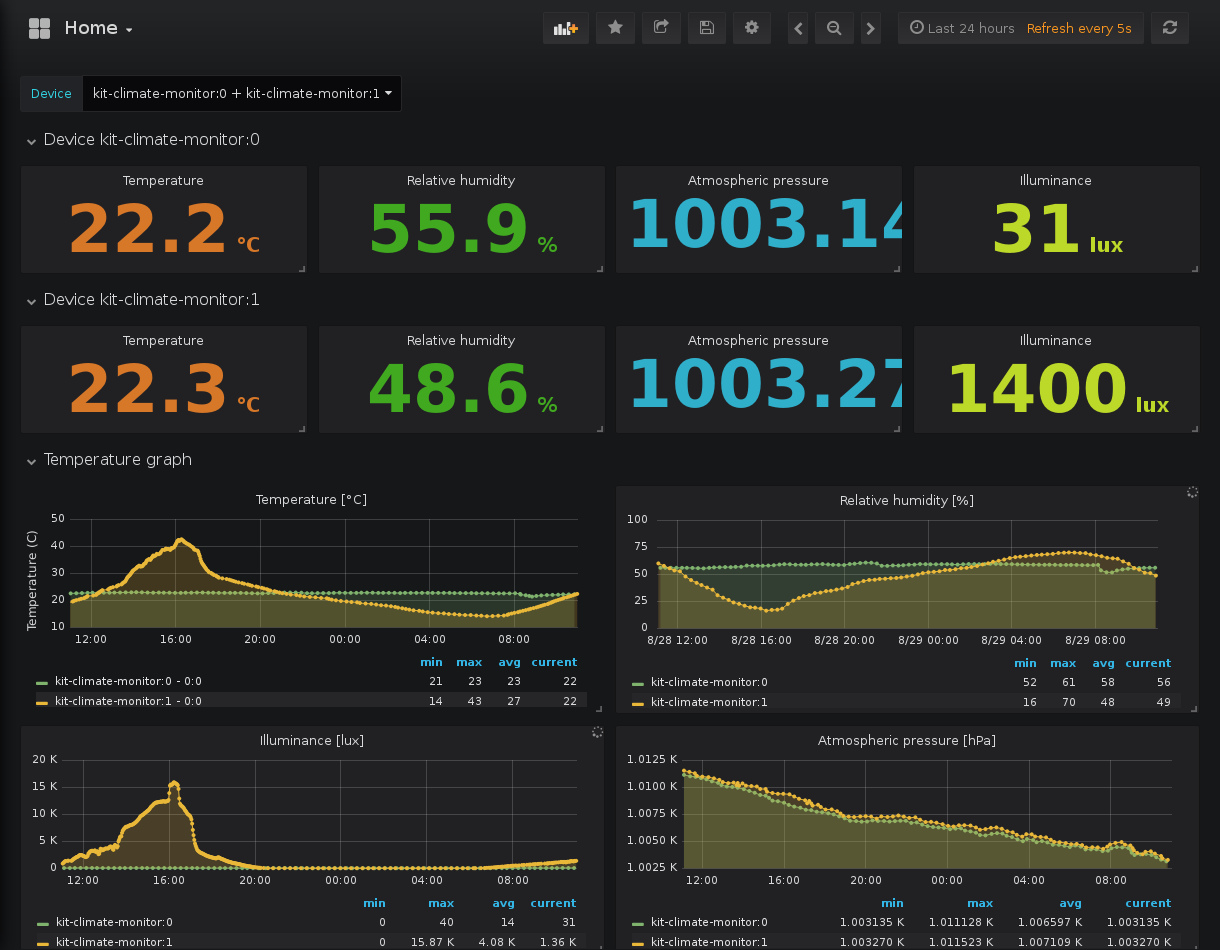 Home
Last 24 hours Refresh every 5s
Device kit-climate-monitor:0 + kit-climate-monitor:1
Device kit-climate-monitor:0
Temperature Relative humidity Atmospheric pressure Illuminance
22.2 °C 55.9 % 1003.14 31 lux
Device kit-climate-monitor:1
Temperature Relative humidity Atmospheric pressure Illuminance
22.3 °C 48.6 % 1003.27 1400 lux
Temperature graph
Temperature [°C]
Temperature (C)
50
40
30
20
10
12:00 16:00 20:00 00:00 04:00 08:00
min max avg current
kit-climate-monitor:0 - 0:0 21 23 23 22
kit-climate-monitor:1 - 0:0 14 43 27 22
Relative humidity [%]
100
75
50
25
0
8/28 12:00 8/28 16:00 8/28 20:00 8/29 00:00 8/29 04:00 8/29 08:00
min max avg current
kit-climate-monitor:0 52 61 58 56
kit-climate-monitor:1 16 70 48 49
Illuminance [lux]
20 K
15 K
10 K
5 K
0
12:00 16:00 20:00 00:00 04:00 08:00
min max avg current
kit-climate-monitor:0 0 40 14 31
kit-climate-monitor:1 0 15.87 K 4.08 K 1.36 K
Atmospheric pressure [hPa]
1.0125 K
1.0100 K
1.0075 K
1.0050 K
1.0025 K
12:00 16:00 20:00 00:00 04:00 08:00
min max avg current
kit-climate-monitor:0 1.003135 K 1.011128 K 1.006597 K 1.003135 K
kit-climate-monitor:1 1.003270 K 1.011523 K 1.007109 K 1.003270 K